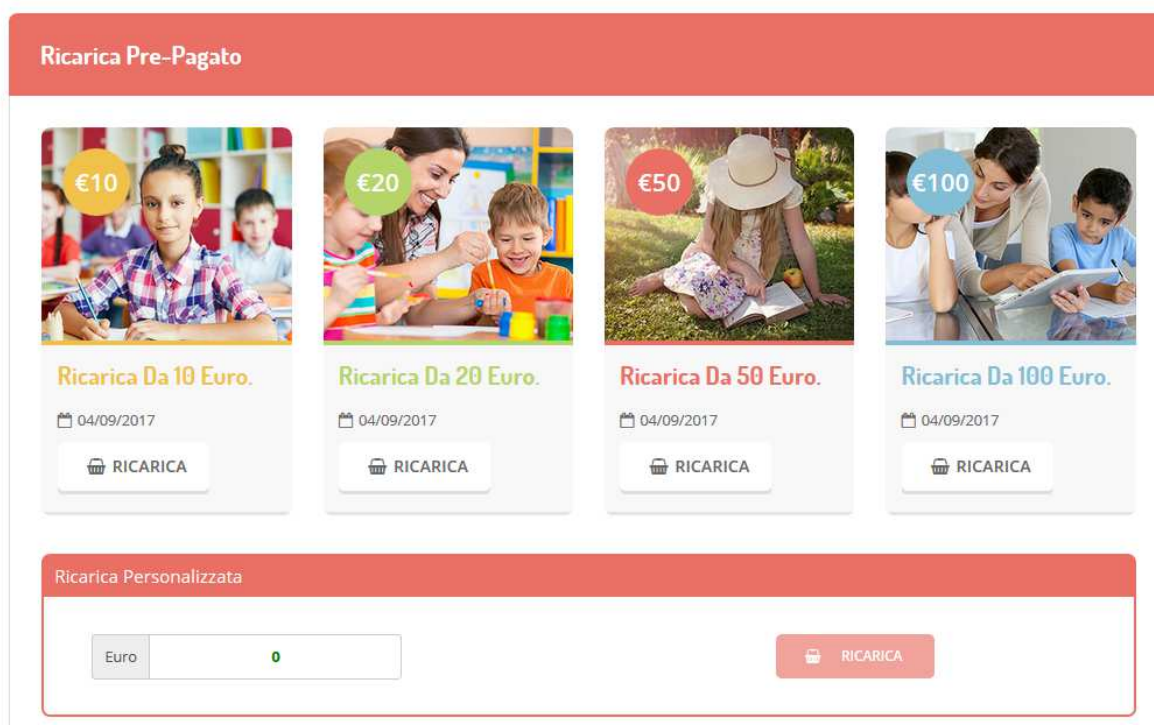 Ricarica Pre-Pagato
€10
€20
€50
€100
Ricarica Da 10 Euro.
Ricarica Da 20 Euro.
Ricarica Da 50 Euro.
Ricarica Da 100 Euro.
04/09/2017
04/09/2017
04/09/2017
04/09/2017
RICARICA
RICARICA
RICARICA
RICARICA
Ricarica Personalizzata
Euro
0
RICARICA